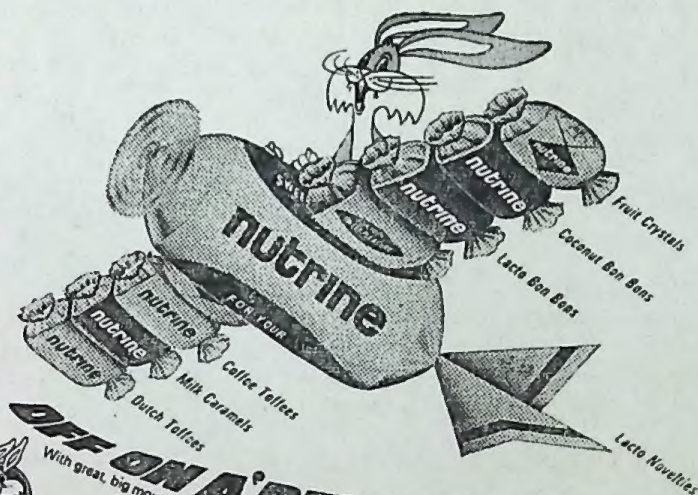 nutrine
Fruit Crystals
nutrine
Coconut Bon Bons
nutrine
Lacto Bon Bons
nutrine
FOR YOUR
nutrine
Coffee Toffees
nutrine
Milk Caramels
nutrine
Dutch Toffees
Lacto Novelties
OFF ON A
With great, big